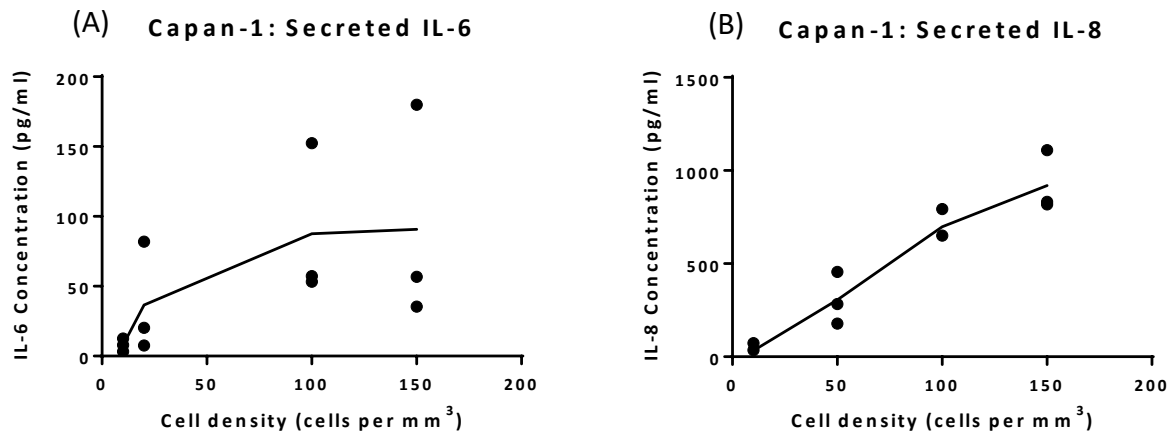 (A) Capan-1: Secreted IL-6
IL-6 Concentration (pg/ml)
200
150
100
50
0
0 50 100 150 200
Cell density (cells per mm³)
(B) Capan-1: Secreted IL-8
IL-8 Concentration (pg/ml)
1500
1000
500
0
0 50 100 150 200
Cell density (cells per mm³)